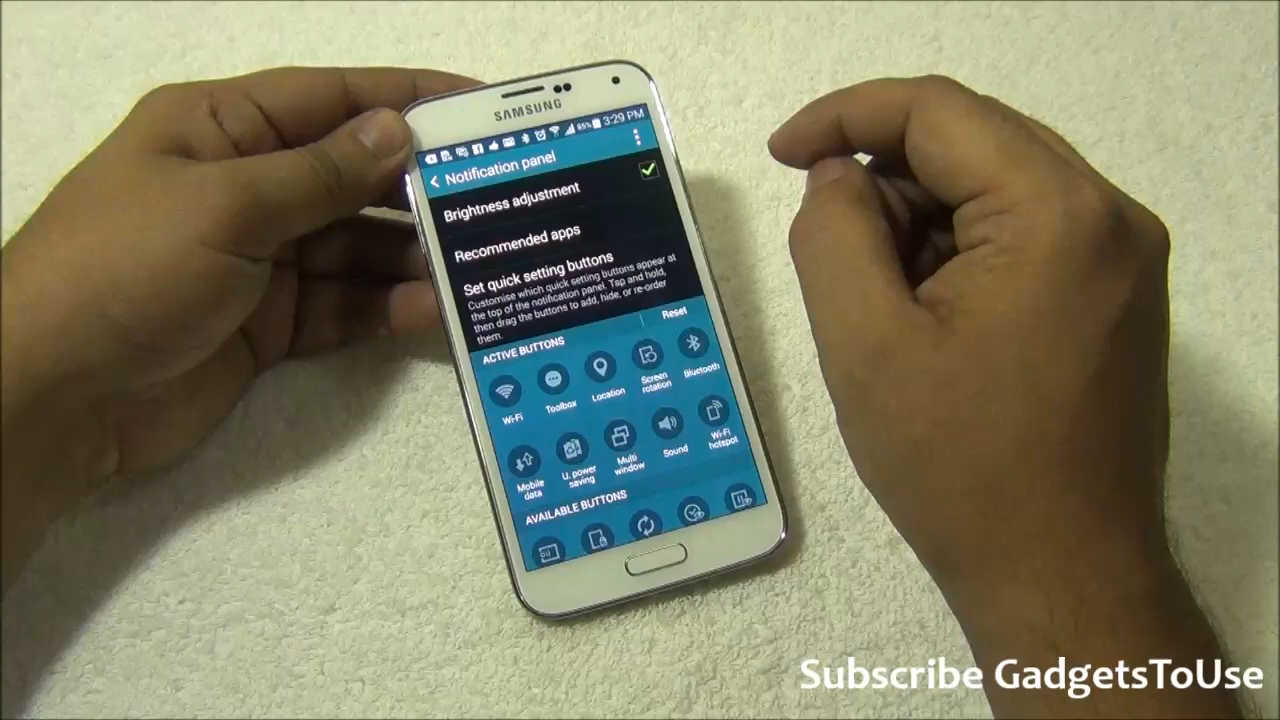 SAMSUNG
85% 3:29 PM
< Notification panel
Brightness adjustment
Recommended apps
Set quick setting buttons
Customise which quick setting buttons appear at
the top of the notification panel. Tap and hold,
then drag the buttons to add, hide, or re-order
them.
Reset
ACTIVE BUTTONS
Wi-Fi
Toolbox
Location
Screen
rotation
Bluetooth
Mobile
data
U. power
saving
Multi
window
Sound
Wi-Fi
hotspot
AVAILABLE BUTTONS
Subscribe GadgetsToUse